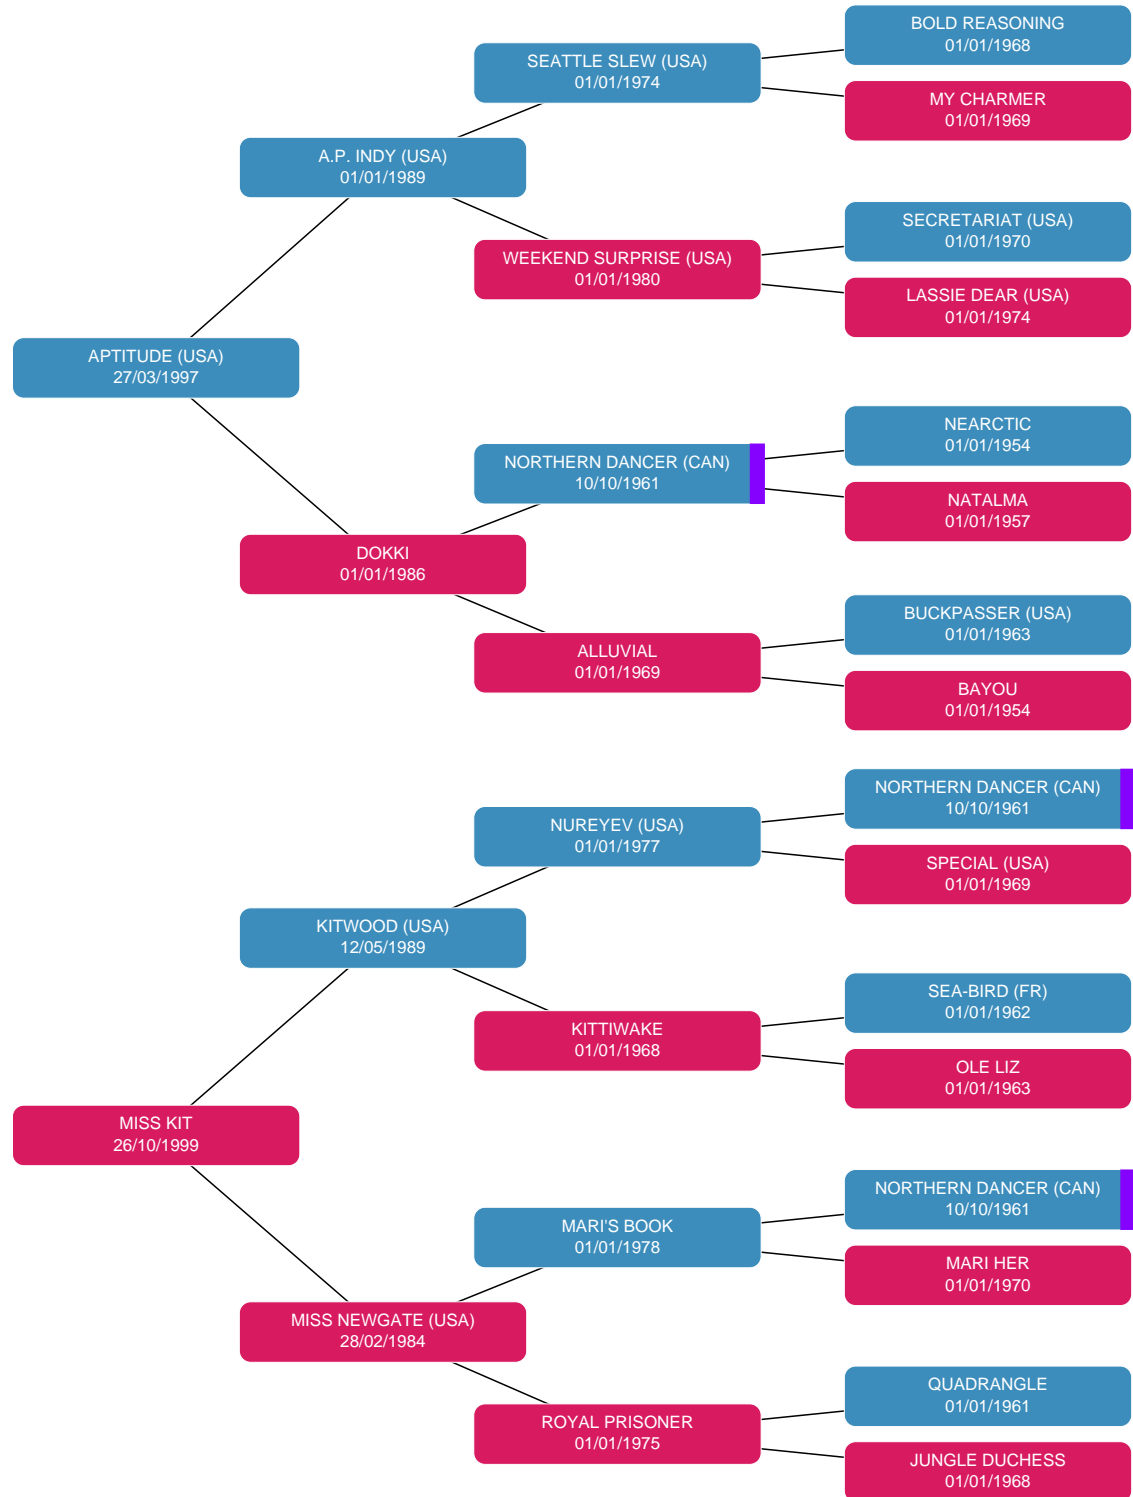 BOLD REASONING
01/01/1968
SEATTLE SLEW (USA)
01/01/1974
MY CHARMER
01/01/1969
A.P. INDY (USA)
01/01/1989
SECRETARIAT (USA)
01/01/1970
WEEKEND SURPRISE (USA)
01/01/1980
LASSIE DEAR (USA)
01/01/1974
APTITUDE (USA)
27/03/1997
NEARCTIC
01/01/1954
NORTHERN DANCER (CAN)
10/10/1961
NATALMA
01/01/1957
DOKKI
01/01/1986
BUCKPASSER (USA)
01/01/1963
ALLUVIAL
01/01/1969
BAYOU
01/01/1954
NORTHERN DANCER (CAN)
10/10/1961
NUREYEV (USA)
01/01/1977
SPECIAL (USA)
01/01/1969
KITWOOD (USA)
12/05/1989
SEA-BIRD (FR)
01/01/1962
KITTIWAKE
01/01/1968
OLE LIZ
01/01/1963
MISS KIT
26/10/1999
NORTHERN DANCER (CAN)
10/10/1961
MARI'S BOOK
01/01/1978
MARI HER
01/01/1970
MISS NEWGATE (USA)
28/02/1984
QUADRANGLE
01/01/1961
ROYAL PRISONER
01/01/1975
JUNGLE DUCHESS
01/01/1968